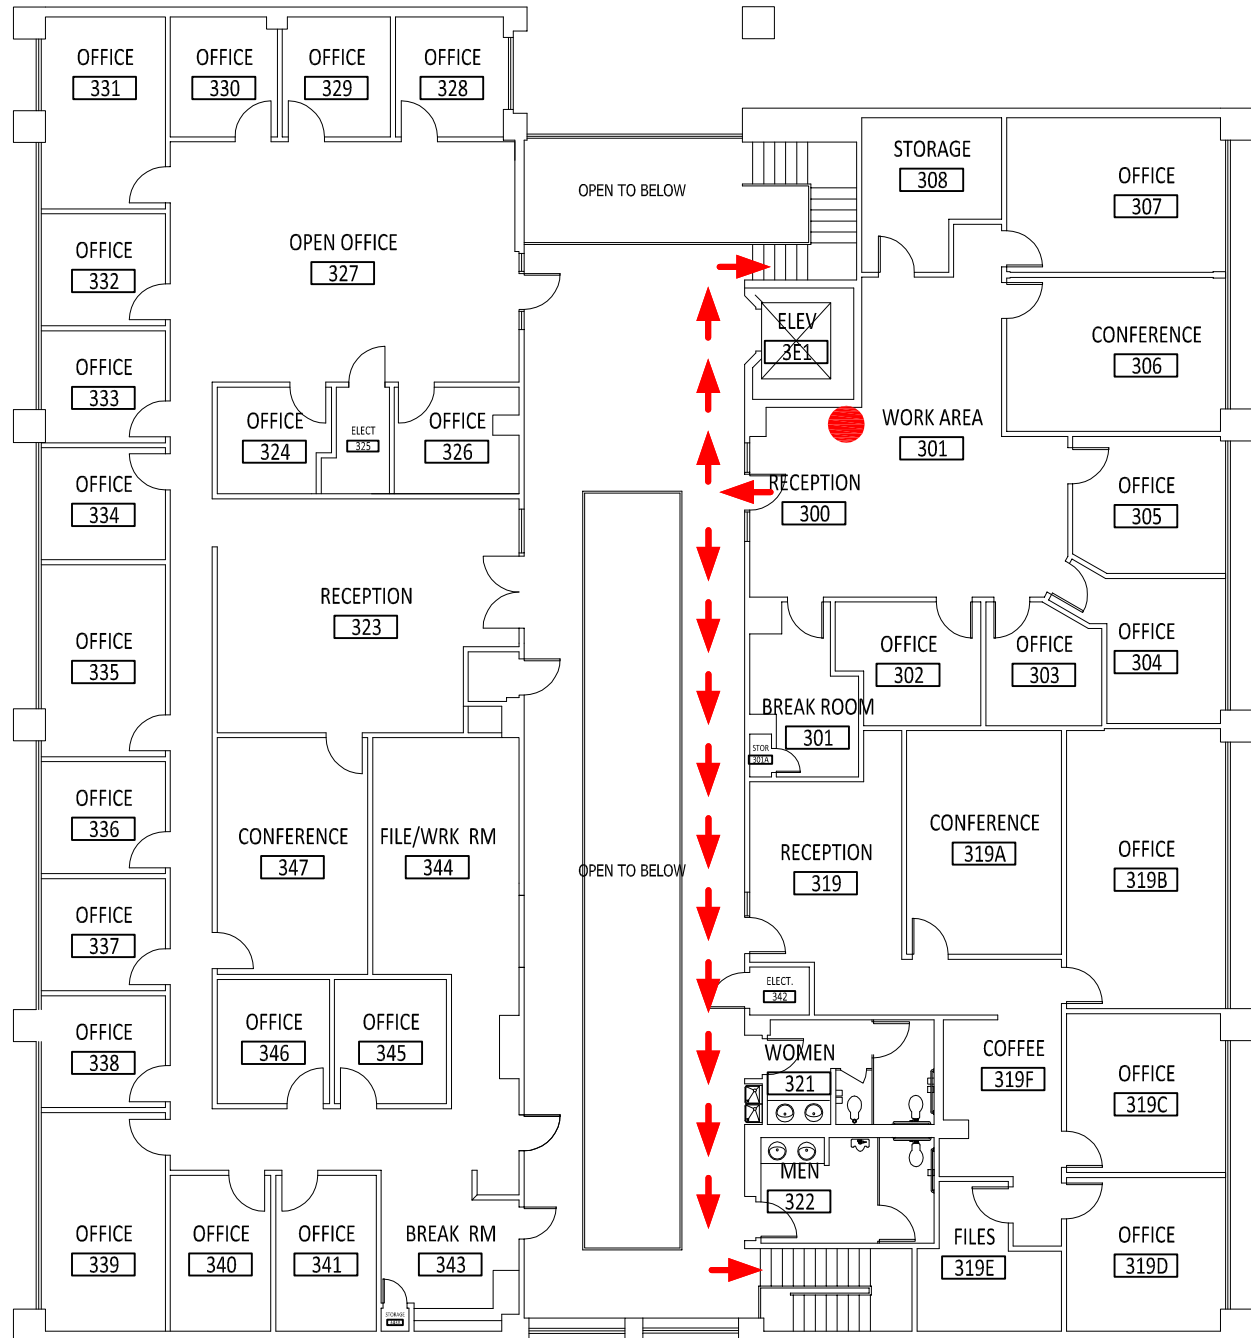 OFFICE
331
OFFICE
330
OFFICE
329
OFFICE
328
STORAGE
308
OFFICE
307
OPEN TO BELOW
OFFICE
332
OPEN OFFICE
327
ELEV
3E1
CONFERENCE
306
OFFICE
333
OFFICE
324
ELECT
325
OFFICE
326
WORK AREA
301
OFFICE
334
RECEPTION
300
OFFICE
305
RECEPTION
323
OFFICE
335
OFFICE
302
OFFICE
303
OFFICE
304
BREAK ROOM
301
STOR
301A
OFFICE
336
CONFERENCE
347
FILE/WRK RM
344
OPEN TO BELOW
RECEPTION
319
CONFERENCE
319A
OFFICE
319B
OFFICE
337
ELECT.
342
OFFICE
338
OFFICE
346
OFFICE
345
WOMEN
321
COFFEE
319F
OFFICE
319C
MEN
322
OFFICE
339
OFFICE
340
OFFICE
341
BREAK RM
343
FILES
319E
OFFICE
319D
STORAGE